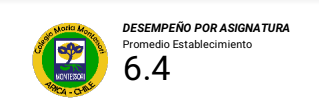 Colegio Maria Montessori
MONTESSORI
ARICA - CHILE
DESEMPEÑO POR ASIGNATURA
Promedio Establecimiento
6.4